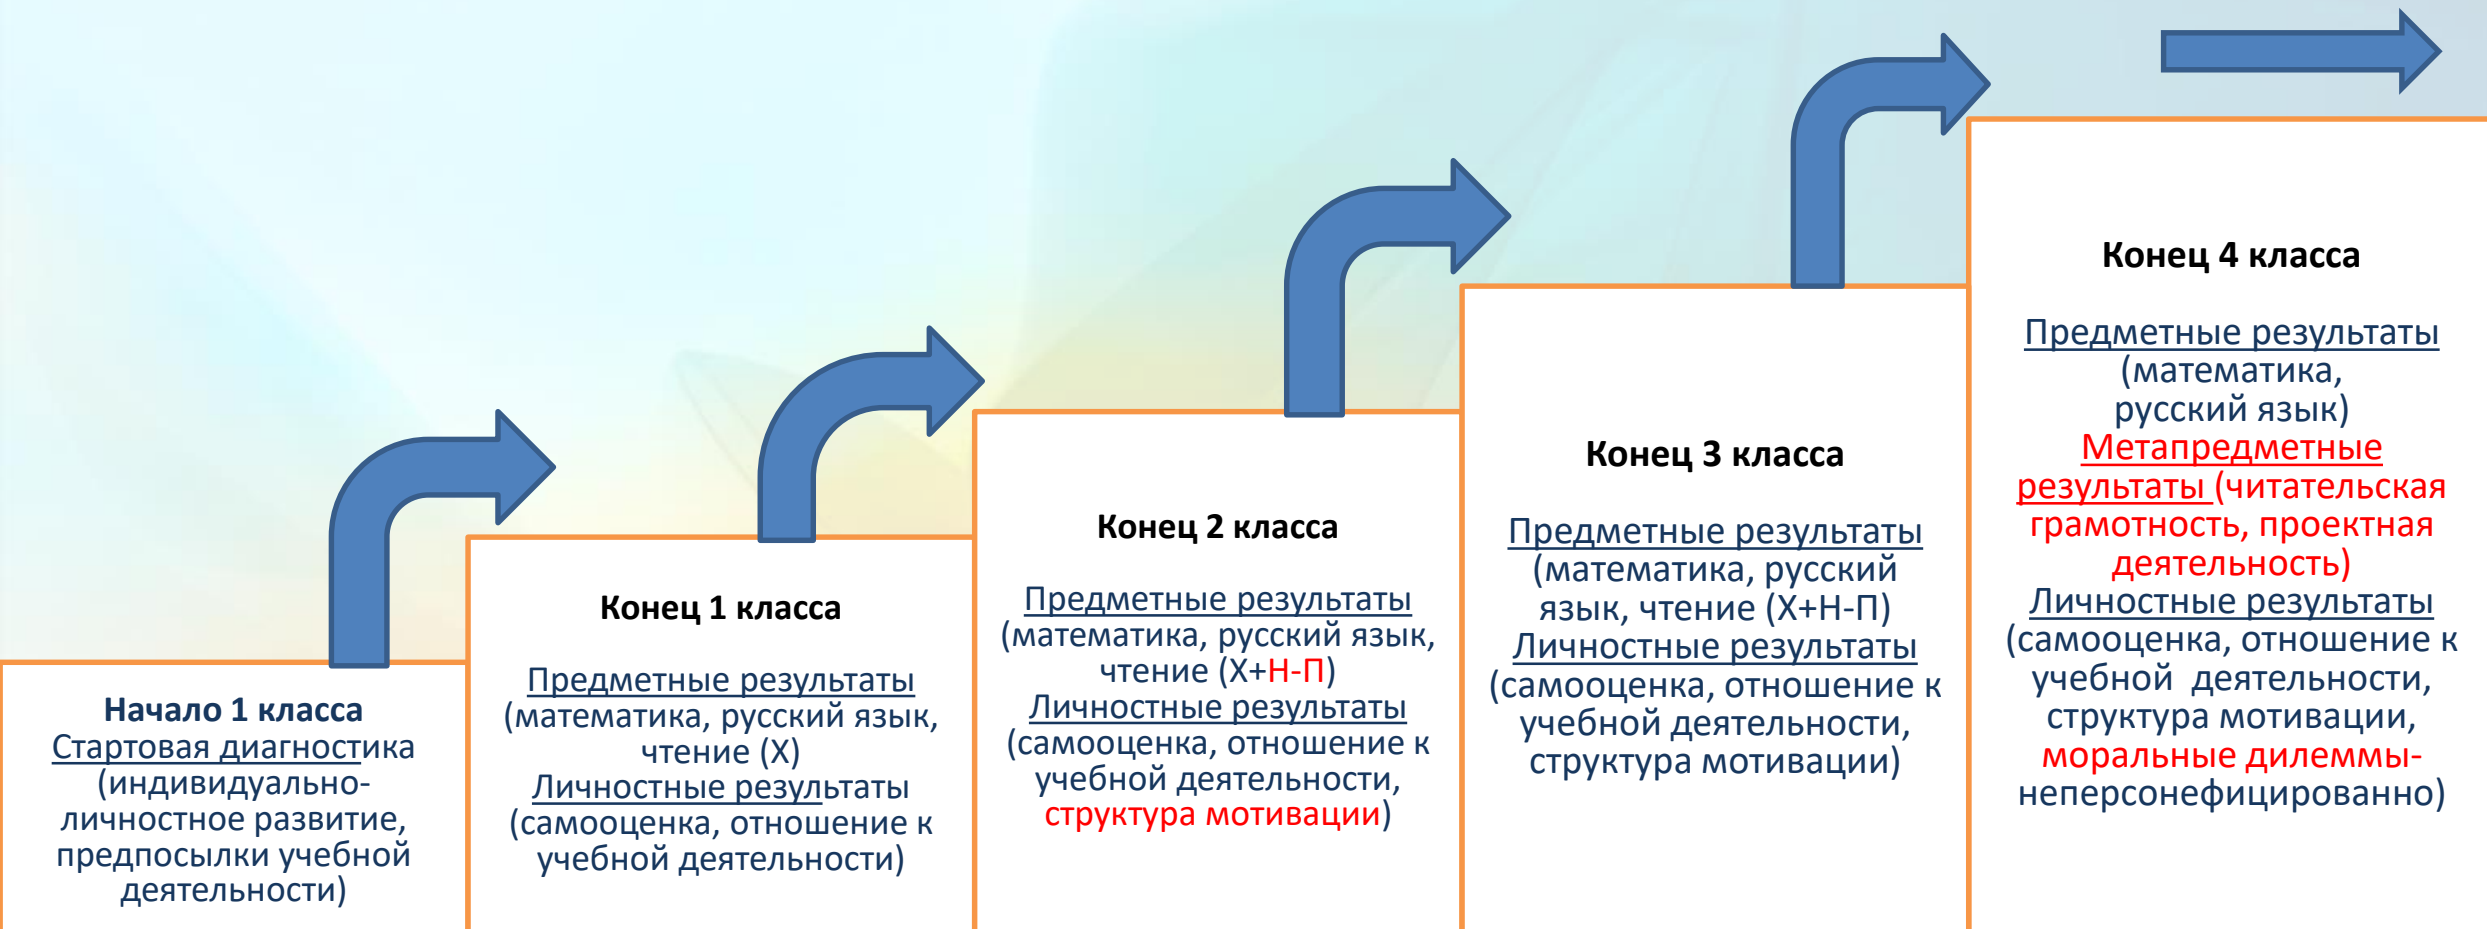 Начало 1 класса
Стартовая диагностика
(индивидуально-
личностное развитие,
предпосылки учебной
деятельности)
Конец 1 класса
Предметные результаты
(математика, русский язык,
чтение (Х)
Личностные результаты
(самооценка, отношение к
учебной деятельности)
Конец 2 класса
Предметные результаты
(математика, русский язык,
чтение (Х+Н-П)
Личностные результаты
(самооценка, отношение к
учебной деятельности,
структура мотивации)
Конец 3 класса
Предметные результаты
(математика, русский
язык, чтение (Х+Н-П)
Личностные результаты
(самооценка, отношение к
учебной деятельности,
структура мотивации)
Конец 4 класса
Предметные результаты
(математика,
русский язык)
Метапредметные
результаты (читательская
грамотность, проектная
деятельность)
Личностные результаты
(самооценка, отношение к
учебной деятельности,
структура мотивации,
моральные дилеммы-
неперсонефицированно)